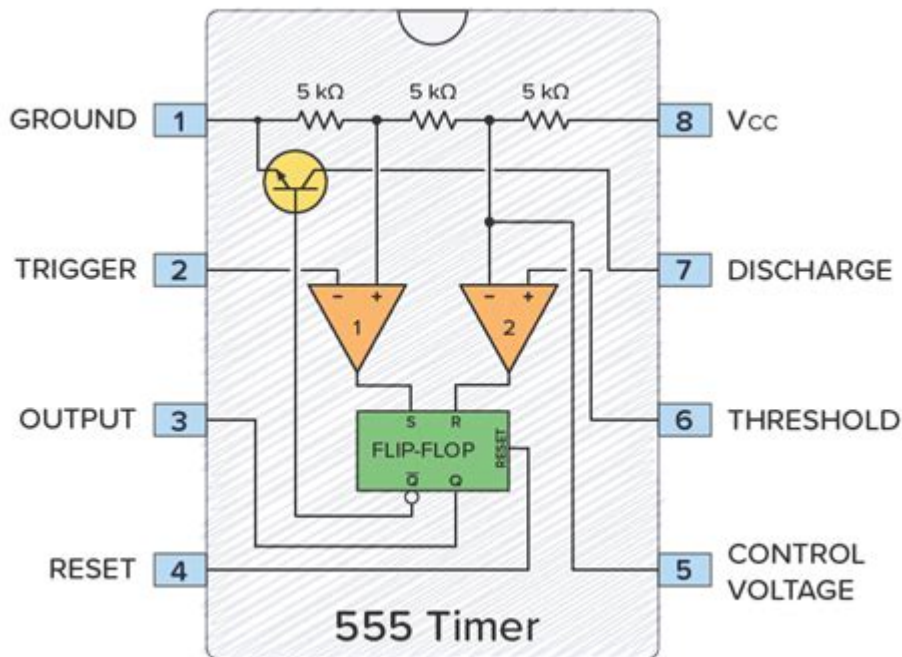 5 kΩ 5 kΩ 5 kΩ
GROUND 1 8 Vcc
TRIGGER 2 - + - + 7 DISCHARGE
1 2
OUTPUT 3 S R 6 THRESHOLD
FLIP-FLOP RESET
Q̅ Q
RESET 4 5 CONTROL
VOLTAGE
555 Timer